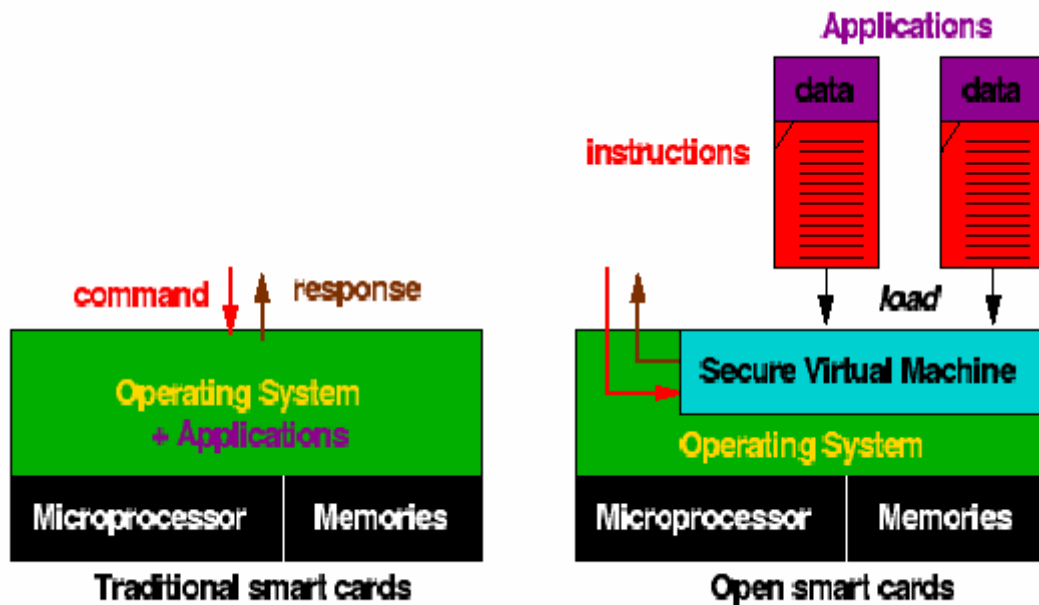 Applications
data data
instructions
load
command response
Secure Virtual Machine
Operating System
+ Applications
Operating System
Microprocessor Memories
Microprocessor Memories
Traditional smart cards
Open smart cards